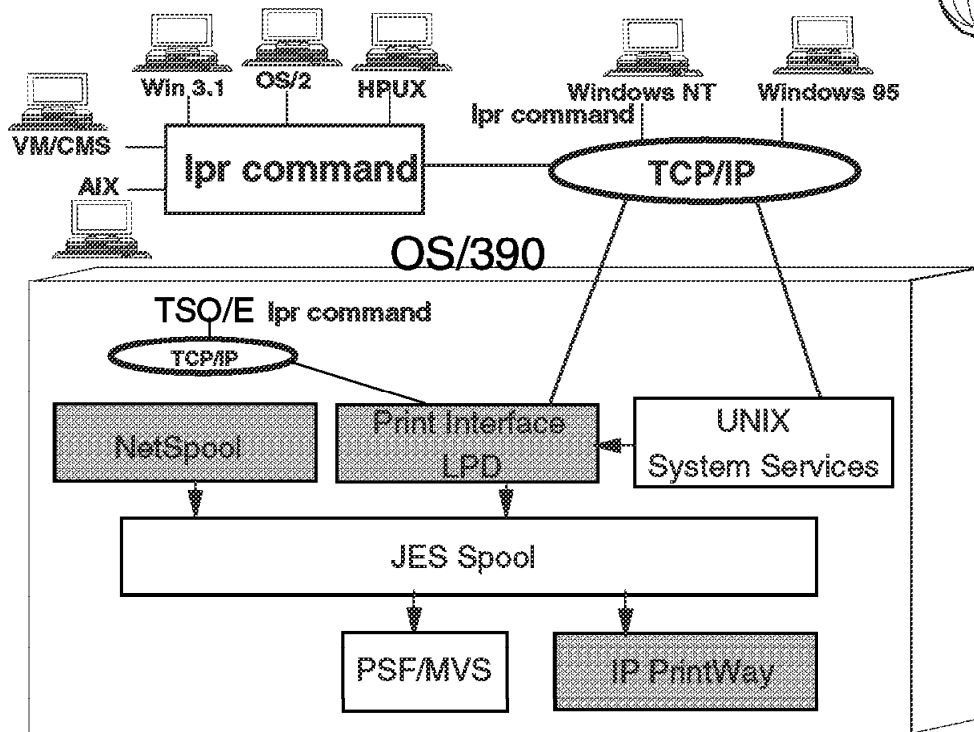 Win 3.1
OS/2
HPUX
Windows NT
Windows 95
VM/CMS
lpr command
lpr command
TCP/IP
AIX
OS/390
TSO/E lpr command
TCP/IP
NetSpool
Print Interface
LPD
UNIX
System Services
JES Spool
PSF/MVS
IP PrintWay